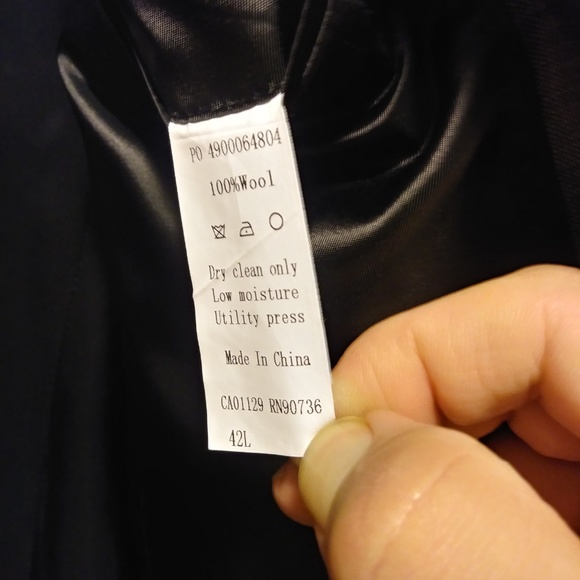 PO 4900064804
100%Wool
Dry clean only
Low moisture
Utility press
Made In China
CA01129 RN90736
42L